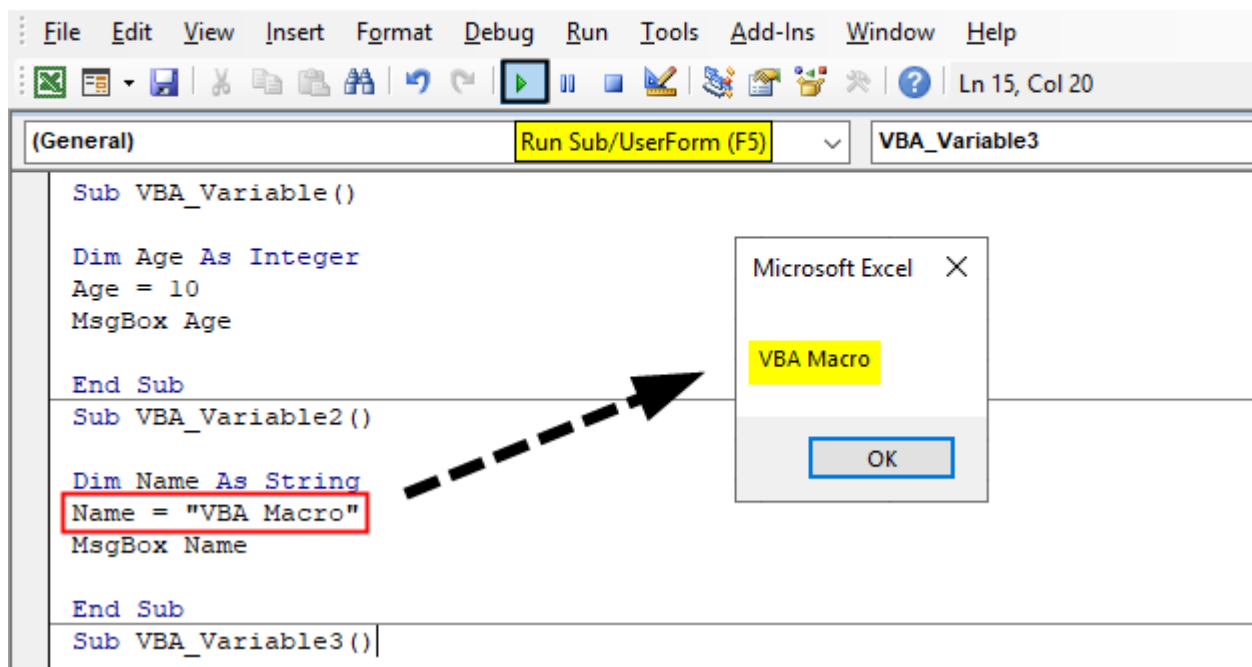 File Edit View Insert Format Debug Run Tools Add-Ins Window Help
Ln 15, Col 20
(General) Run Sub/UserForm (F5) VBA_Variable3
Sub VBA_Variable()
Dim Age As Integer
Age = 10
MsgBox Age
End Sub
Sub VBA_Variable2()
Dim Name As String
Name = "VBA Macro"
MsgBox Name
End Sub
Sub VBA_Variable3()
Microsoft Excel
VBA Macro
OK